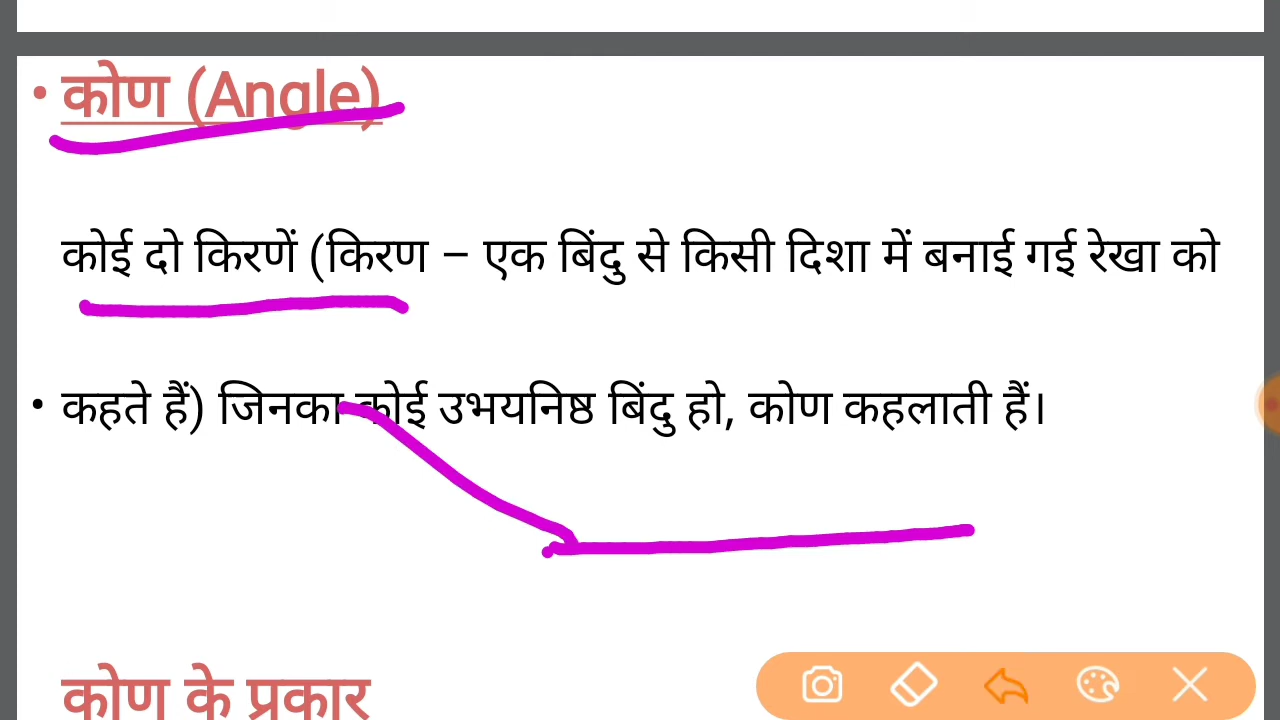 • कोण (Angle)
कोई दो किरणें (किरण – एक बिंदु से किसी दिशा में बनाई गई रेखा को
• कहते हैं) जिनका कोई उभयनिष्ठ बिंदु हो, कोण कहलाती हैं।
कोण के प्रकार